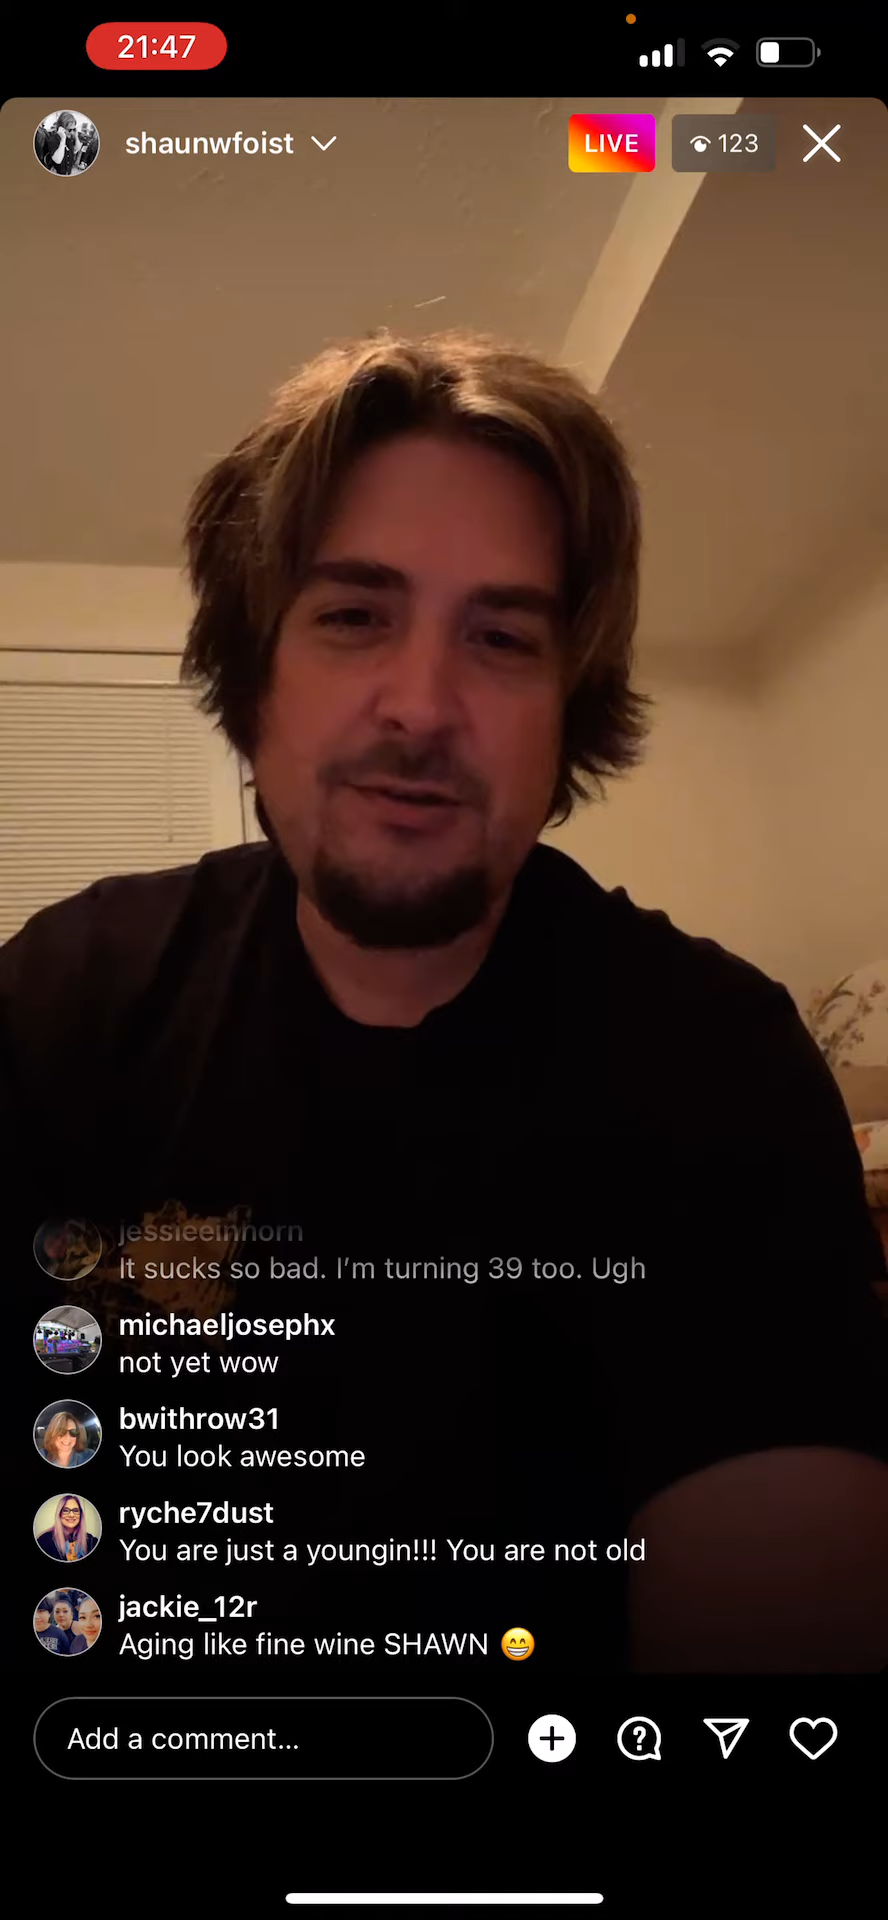 21:47
shaunwfoist
LIVE
123
jessieeinhorn
It sucks so bad. I'm turning 39 too. Ugh
michaeljosephx
not yet wow
bwithrow31
You look awesome
ryche7dust
You are just a youngin!!! You are not old
jackie_12r
Aging like fine wine SHAWN 😁
Add a comment...